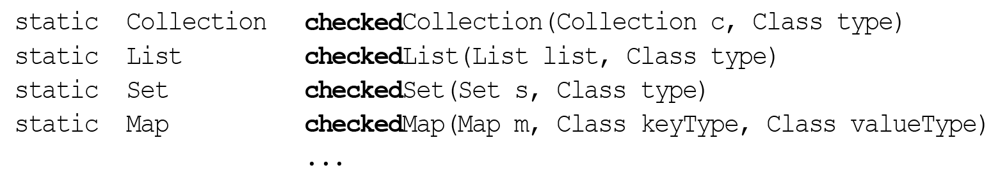 static Collection checkedCollection(Collection c, Class type)
static List checkedList(List list, Class type)
static Set checkedSet(Set s, Class type)
static Map checkedMap(Map m, Class keyType, Class valueType)
...